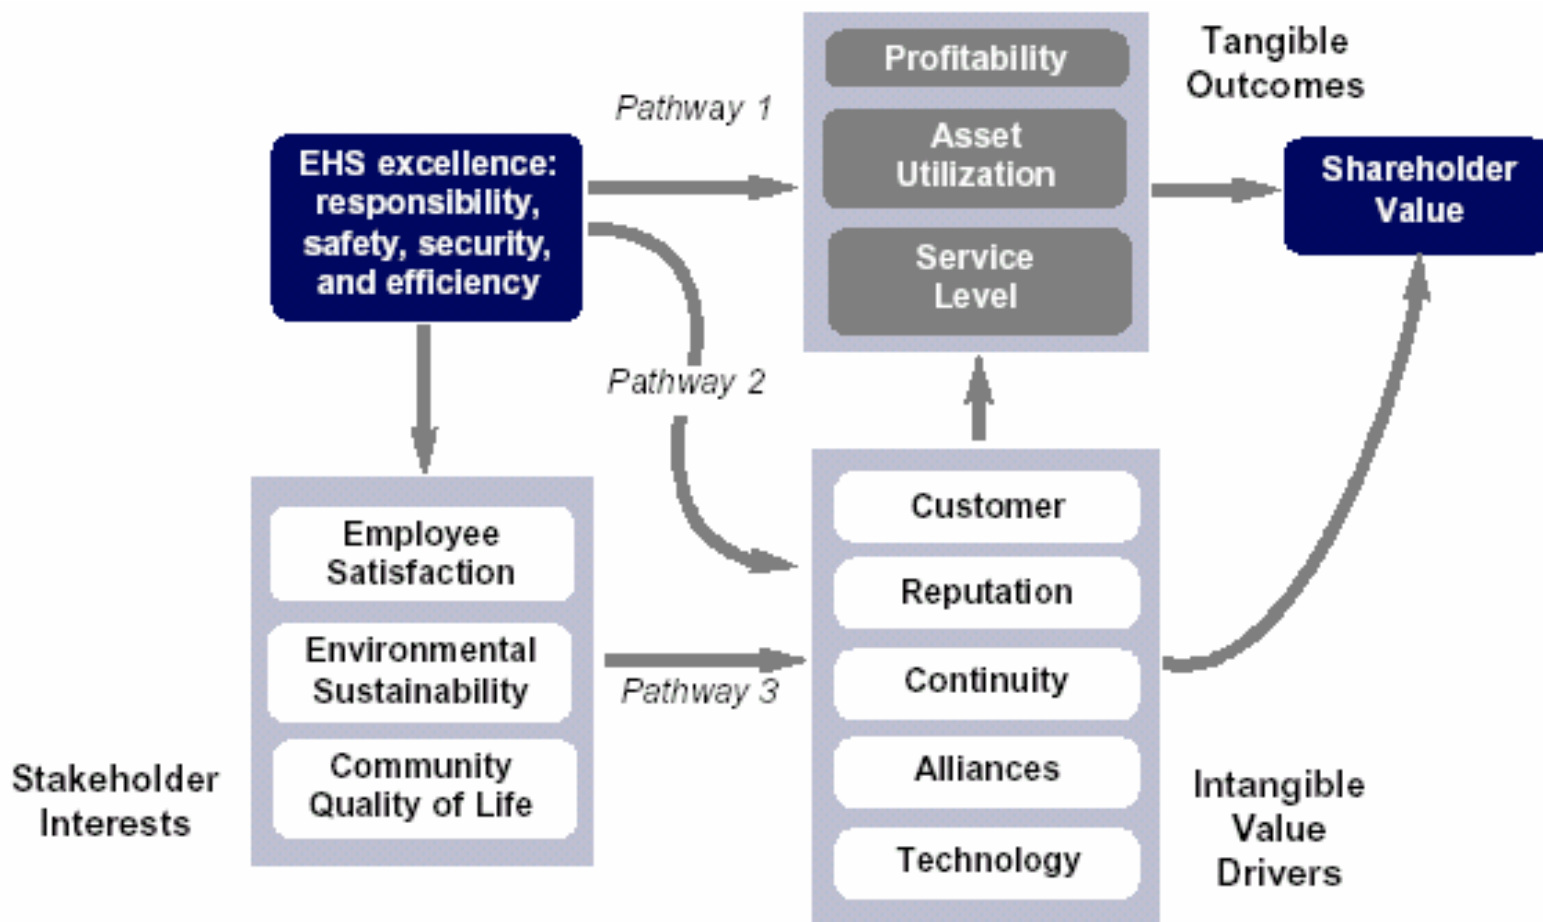 Profitability
Tangible
Outcomes
Pathway 1
Asset
Utilization
EHS excellence:
responsibility,
safety, security,
and efficiency
Shareholder
Value
Service
Level
Pathway 2
Customer
Employee
Satisfaction
Reputation
Environmental
Sustainability
Continuity
Pathway 3
Community
Quality of Life
Stakeholder
Interests
Alliances
Intangible
Value
Drivers
Technology